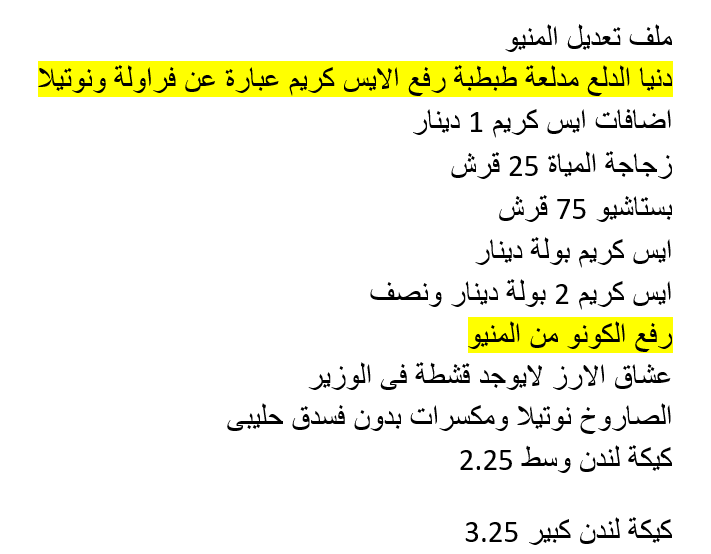 ملف تعديل المنيو
دنيا الدلع مدلعة طبطبة رفع الايس كريم عبارة عن فراولة ونوتيلا
اضافات ايس كريم 1 دينار
زجاجة المياة 25 قرش
بستاشيو 75 قرش
ايس كريم بولة دينار
ايس كريم 2 بولة دينار ونصف
رفع الكونو من المنيو
عشاق الارز لايوجد قشطة فى الوزير
الصاروخ نوتيلا ومكسرات بدون فسدق حليبى
كيكة لندن وسط 2.25
كيكة لندن كبير 3.25